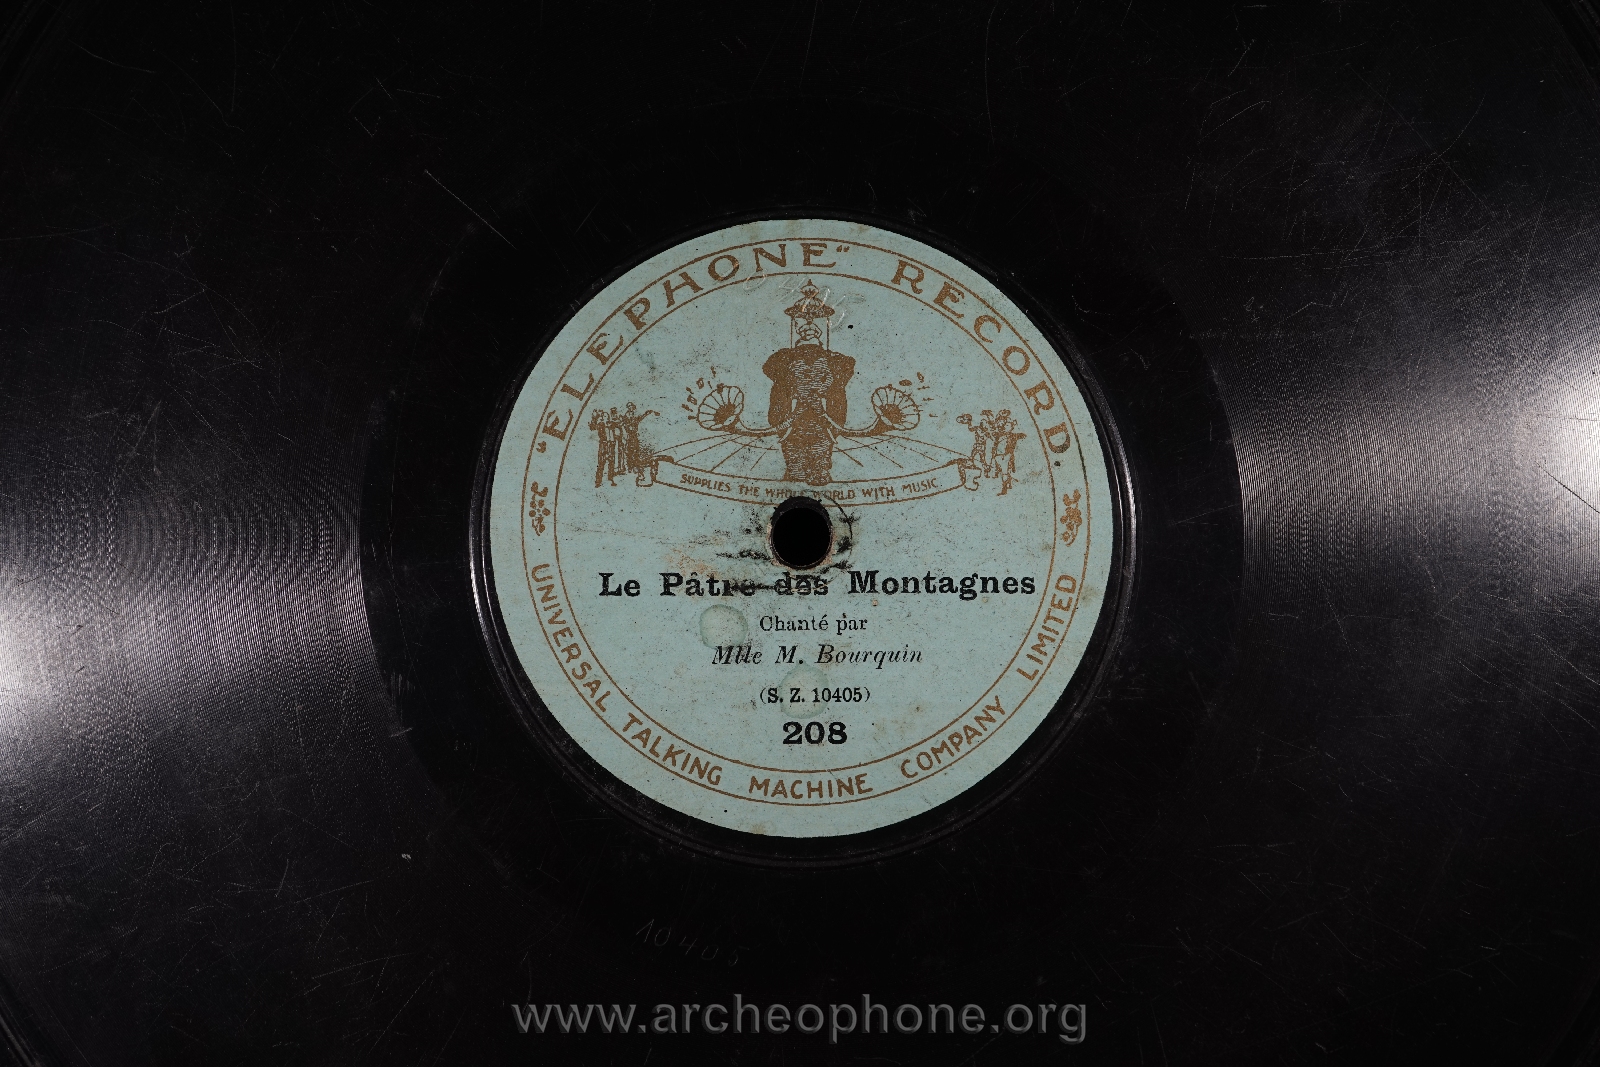 "ELEPHONE" RECORD.
SUPPLIES THE WHOLE WORLD WITH MUSIC.
Le Pâtre des Montagnes
Chanté par
Mlle M. Bourquin
(S. Z. 10405)
208
UNIVERSAL TALKING MACHINE COMPANY LIMITED
10405
www.archeophone.org